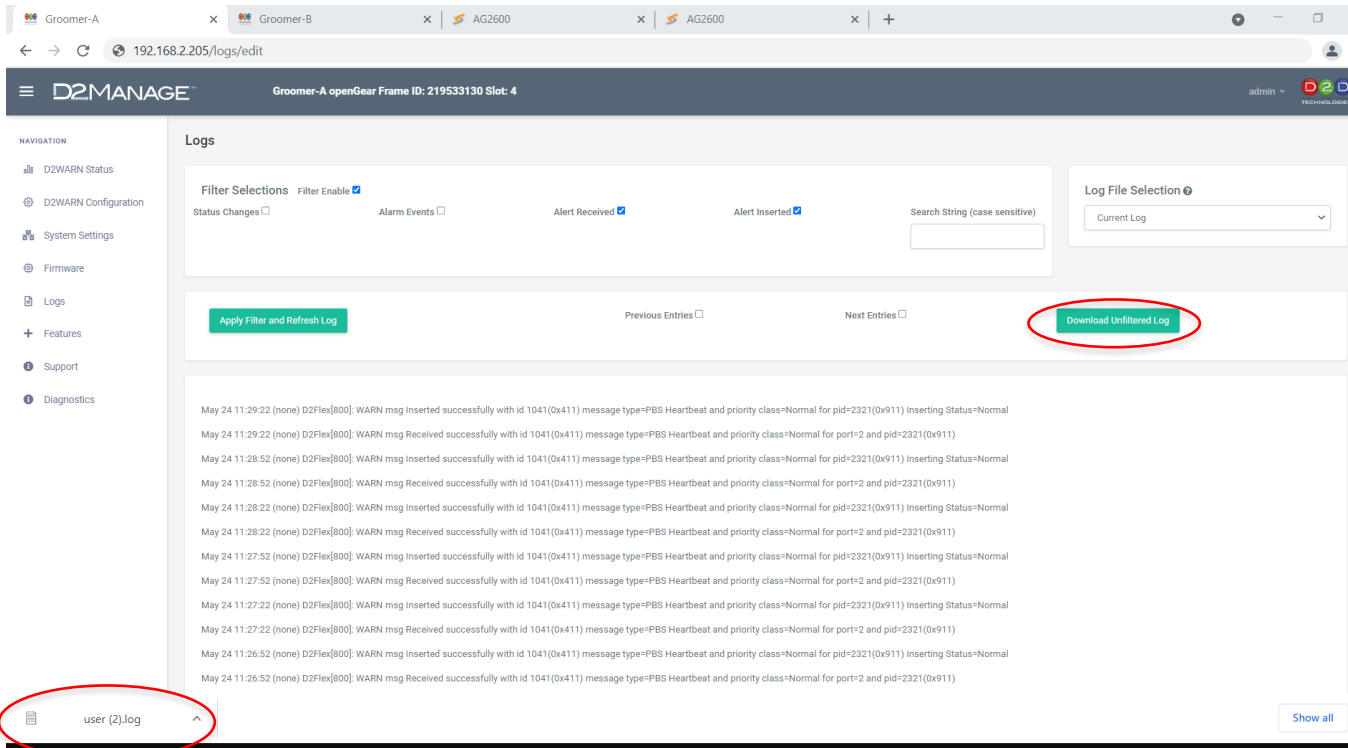 Groomer-A
Groomer-B
AG2600
AG2600
192.168.2.205/logs/edit
D2MANAGE™ Groomer-A openGear Frame ID: 219533130 Slot: 4 admin
D2D
TECHNOLOGIES
NAVIGATION
D2WARN Status
D2WARN Configuration
System Settings
Firmware
Logs
Features
Support
Diagnostics
Logs
Filter Selections Filter Enable
Status Changes Alarm Events Alert Received Alert Inserted Search String (case sensitive)
Log File Selection
Current Log
Apply Filter and Refresh Log Previous Entries Next Entries Download Unfiltered Log
May 24 11:29:22 (none) D2Flex[800]: WARN msg Inserted successfully with id 1041(0x411) message type=PBS Heartbeat and priority class=Normal for pid=2321(0x911) Inserting Status=Normal
May 24 11:29:22 (none) D2Flex[800]: WARN msg Received successfully with id 1041(0x411) message type=PBS Heartbeat and priority class=Normal for port=2 and pid=2321(0x911)
May 24 11:28:52 (none) D2Flex[800]: WARN msg Inserted successfully with id 1041(0x411) message type=PBS Heartbeat and priority class=Normal for pid=2321(0x911) Inserting Status=Normal
May 24 11:28:52 (none) D2Flex[800]: WARN msg Received successfully with id 1041(0x411) message type=PBS Heartbeat and priority class=Normal for port=2 and pid=2321(0x911)
May 24 11:28:22 (none) D2Flex[800]: WARN msg Inserted successfully with id 1041(0x411) message type=PBS Heartbeat and priority class=Normal for pid=2321(0x911) Inserting Status=Normal
May 24 11:28:22 (none) D2Flex[800]: WARN msg Received successfully with id 1041(0x411) message type=PBS Heartbeat and priority class=Normal for port=2 and pid=2321(0x911)
May 24 11:27:52 (none) D2Flex[800]: WARN msg Inserted successfully with id 1041(0x411) message type=PBS Heartbeat and priority class=Normal for pid=2321(0x911) Inserting Status=Normal
May 24 11:27:52 (none) D2Flex[800]: WARN msg Received successfully with id 1041(0x411) message type=PBS Heartbeat and priority class=Normal for port=2 and pid=2321(0x911)
May 24 11:27:22 (none) D2Flex[800]: WARN msg Inserted successfully with id 1041(0x411) message type=PBS Heartbeat and priority class=Normal for pid=2321(0x911) Inserting Status=Normal
May 24 11:27:22 (none) D2Flex[800]: WARN msg Received successfully with id 1041(0x411) message type=PBS Heartbeat and priority class=Normal for port=2 and pid=2321(0x911)
May 24 11:26:52 (none) D2Flex[800]: WARN msg Inserted successfully with id 1041(0x411) message type=PBS Heartbeat and priority class=Normal for pid=2321(0x911) Inserting Status=Normal
May 24 11:26:52 (none) D2Flex[800]: WARN msg Received successfully with id 1041(0x411) message type=PBS Heartbeat and priority class=Normal for port=2 and pid=2321(0x911)
user (2).log
Show all